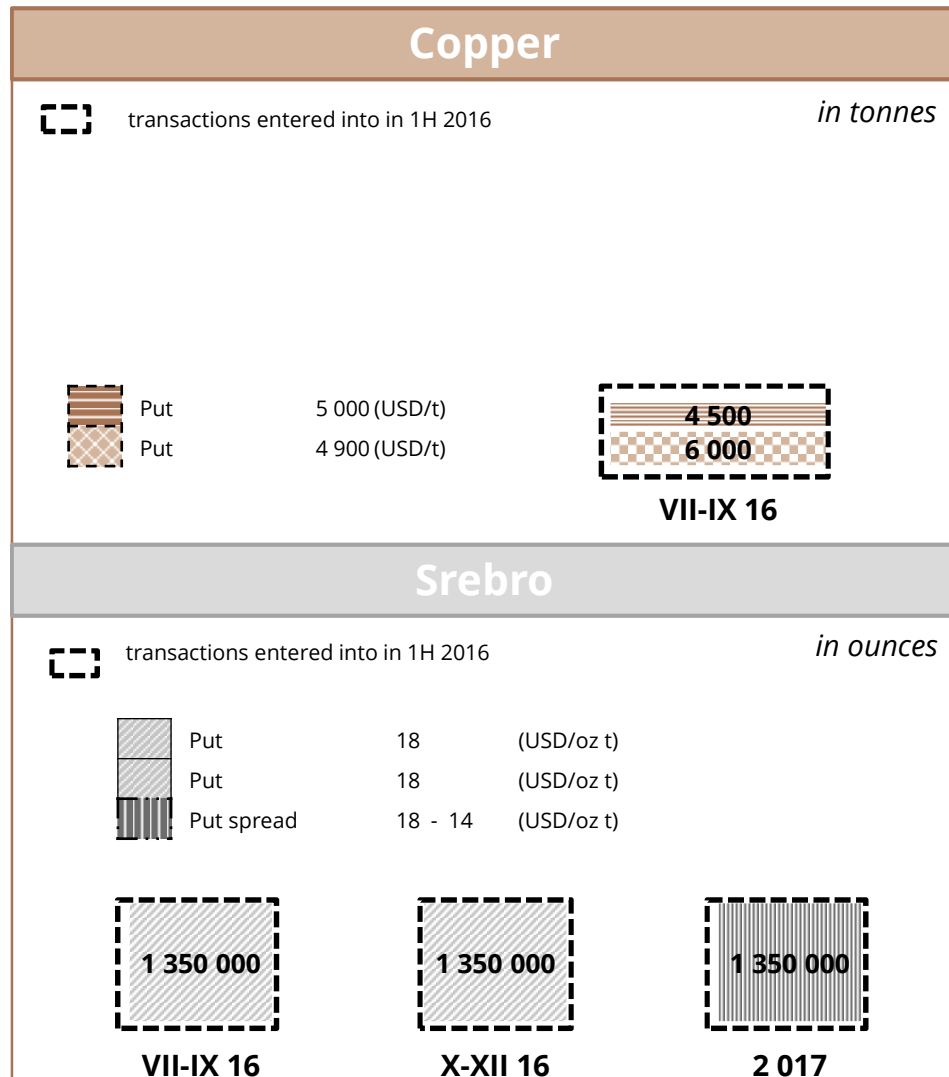 Copper
transactions entered into in 1H 2016
in tonnes
Put 5 000 (USD/t)
Put 4 900 (USD/t)
4 500
6 000
VII-IX 16
Srebro
transactions entered into in 1H 2016
in ounces
Put 18 (USD/oz t)
Put 18 (USD/oz t)
Put spread 18 - 14 (USD/oz t)
1 350 000 1 350 000 1 350 000
VII-IX 16 X-XII 16 2 017